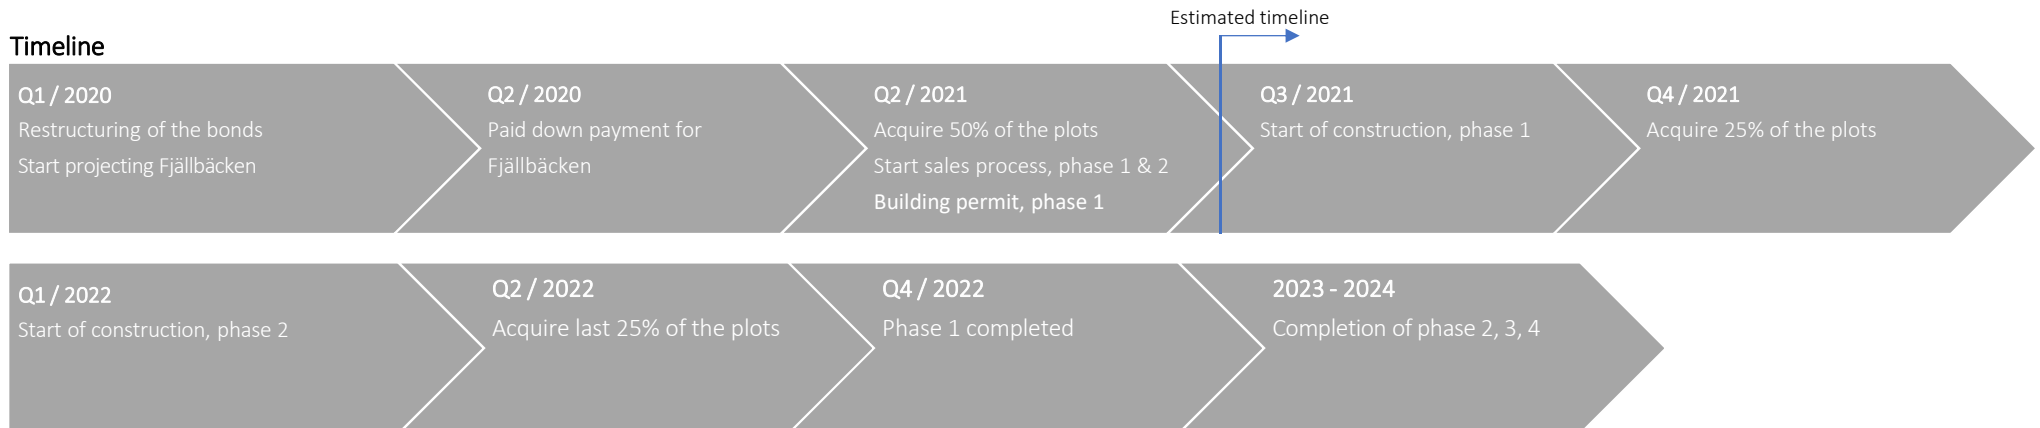 Estimated timeline
Timeline
Q1 / 2020
Restructuring of the bonds
Start projecting Fjällbäcken
Q2 / 2020
Paid down payment for
Fjällbäcken
Q2 / 2021
Acquire 50% of the plots
Start sales process, phase 1 & 2
Building permit, phase 1
Q3 / 2021
Start of construction, phase 1
Q4 / 2021
Acquire 25% of the plots
Q1 / 2022
Start of construction, phase 2
Q2 / 2022
Acquire last 25% of the plots
Q4 / 2022
Phase 1 completed
2023 - 2024
Completion of phase 2, 3, 4